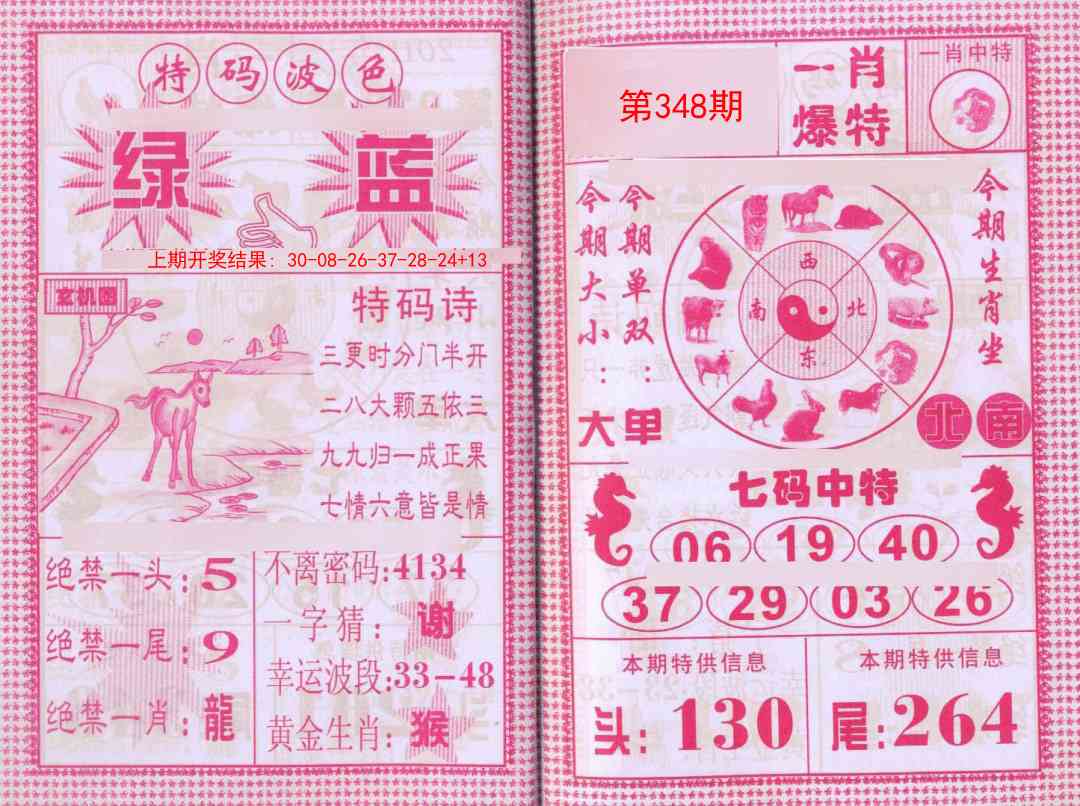 特码波色
绿 蓝
上期开奖结果: 30-08-26-37-28-24+13
玄机图
特码诗
三更时分门半开
二八大颗五依三
九九归一成正果
七情六意皆是情
绝禁一头:5
绝禁一尾:9
绝禁一肖:龍
不离密码:4134
一字猜:谢
幸运波段:33-48
黄金生肖:猴
第348期
一肖
爆特
一肖中特
今期大小:
大
今期单双:
单
西
南 北
东
今期生肖坐
北南
七码中特
06 19 40
37 29 03 26
本期特供信息
头:130
本期特供信息
尾:264